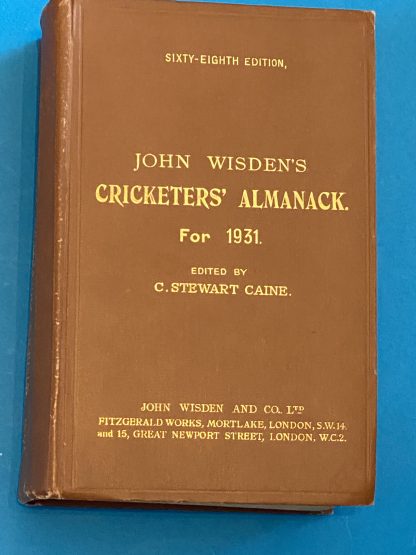 SIXTY-EIGHTH EDITION,
JOHN WISDEN'S
CRICKETERS' ALMANACK.
For 1931.
EDITED BY
C. STEWART CAINE.
JOHN WISDEN AND CO. LTD
FITZGERALD WORKS, MORTLAKE, LONDON, S.W.14.
and 15, GREAT NEWPORT STREET, LONDON, W.C.2.